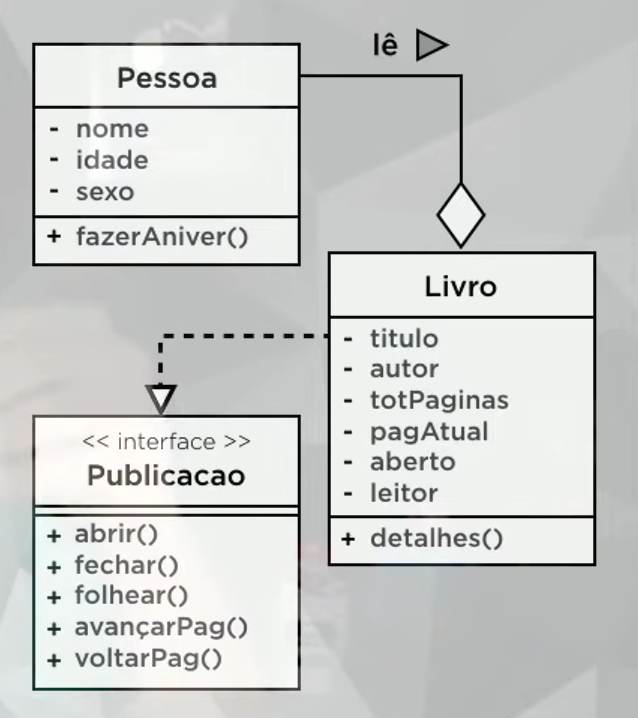 lê
Pessoa
- nome
- idade
- sexo
+ fazerAniver()
Livro
- titulo
- autor
- totPaginas
- pagAtual
- aberto
- leitor
+ detalhes()
<< interface >>
Publicacao
+ abrir()
+ fechar()
+ folhear()
+ avançarPag()
+ voltarPag()